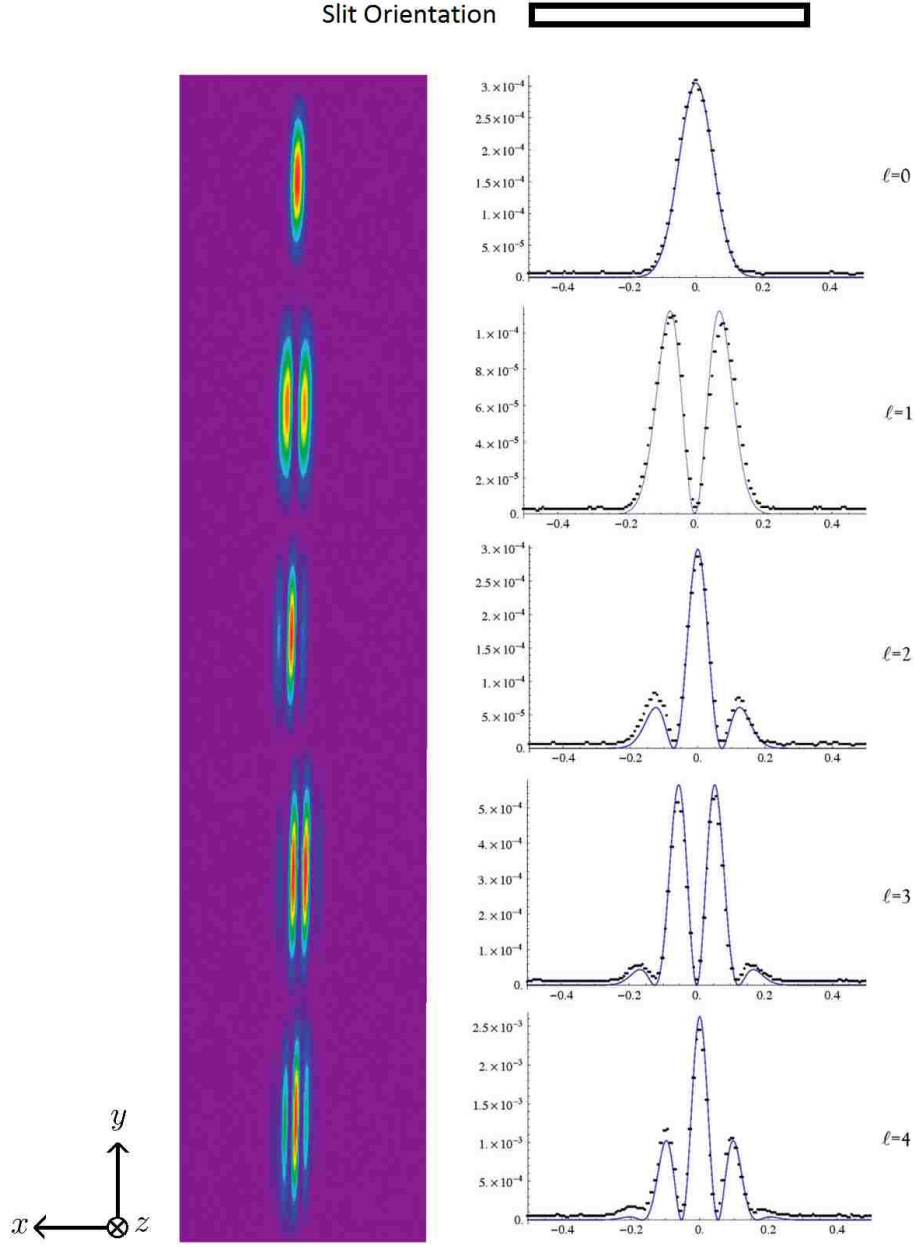 Slit Orientation
3.×10⁻⁴
2.5×10⁻⁴
2.×10⁻⁴
1.5×10⁻⁴
1.×10⁻⁴
5.×10⁻⁵
0.
−0.4 −0.2 0. 0.2 0.4
ℓ=0
1.×10⁻⁴
8.×10⁻⁵
6.×10⁻⁵
4.×10⁻⁵
2.×10⁻⁵
0.
−0.4 −0.2 0. 0.2 0.4
ℓ=1
3.×10⁻⁴
2.5×10⁻⁴
2.×10⁻⁴
1.5×10⁻⁴
1.×10⁻⁴
5.×10⁻⁵
0.
−0.4 −0.2 0. 0.2 0.4
ℓ=2
5.×10⁻⁴
4.×10⁻⁴
3.×10⁻⁴
2.×10⁻⁴
1.×10⁻⁴
0.
−0.4 −0.2 0. 0.2 0.4
ℓ=3
2.5×10⁻³
2.×10⁻³
1.5×10⁻³
1.×10⁻³
5.×10⁻⁴
0.
−0.4 −0.2 0. 0.2 0.4
ℓ=4
y
x z